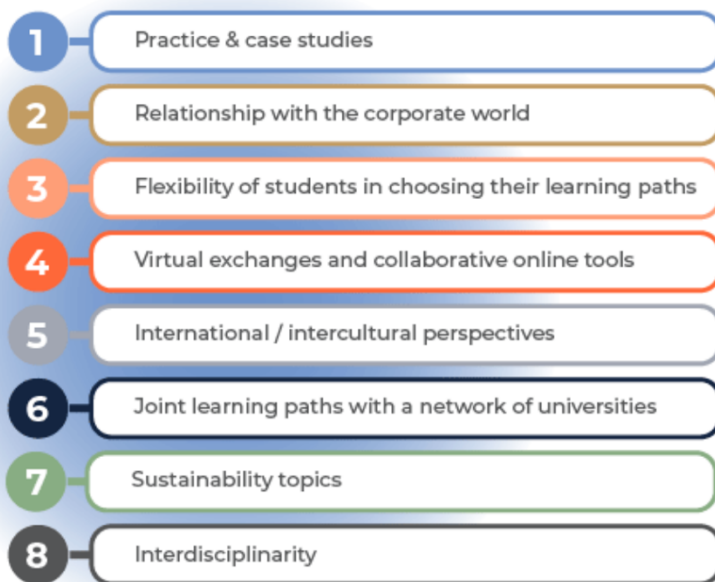 1 Practice & case studies
2 Relationship with the corporate world
3 Flexibility of students in choosing their learning paths
4 Virtual exchanges and collaborative online tools
5 International / intercultural perspectives
6 Joint learning paths with a network of universities
7 Sustainability topics
8 Interdisciplinarity